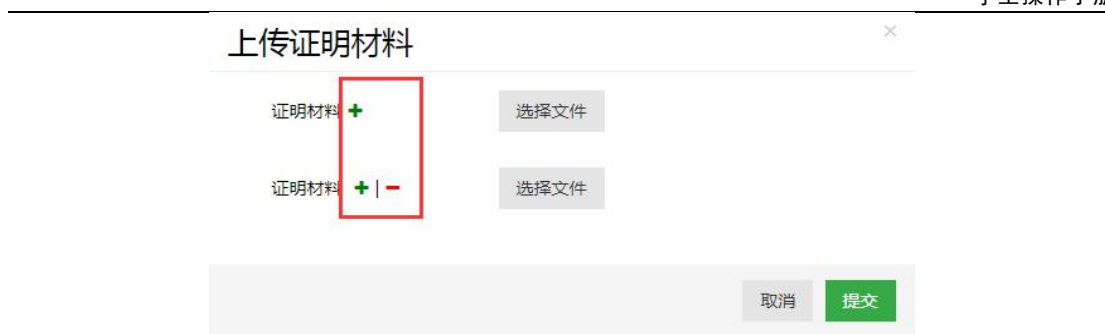 上传证明材料 ×
证明材料 + 选择文件
证明材料 + | − 选择文件
取消 提交